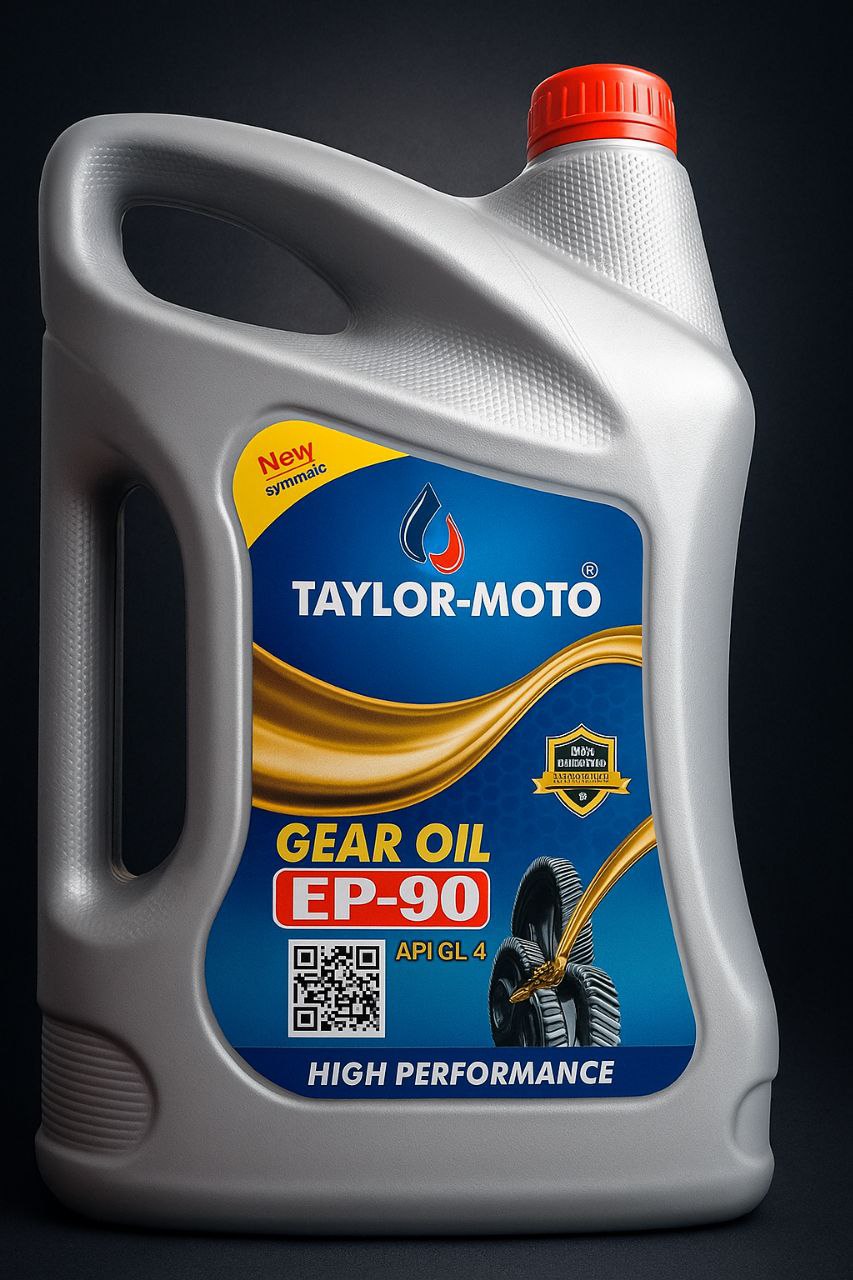 New
symmaic
TAYLOR-MOTO®
GEAR OIL
EP-90
API GL 4
HIGH PERFORMANCE